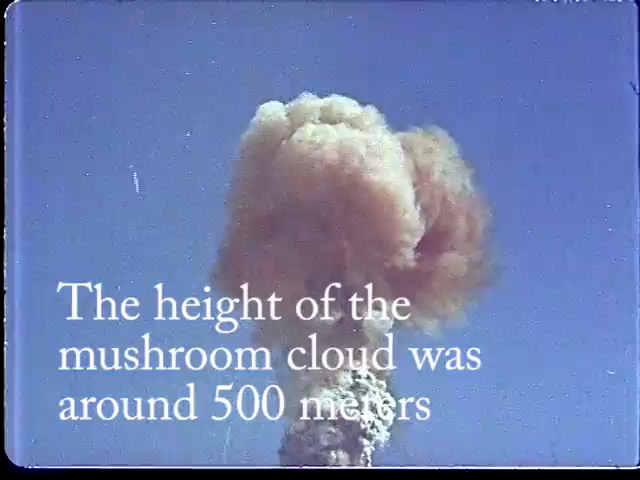 The height of the
mushroom cloud was
around 500 meters